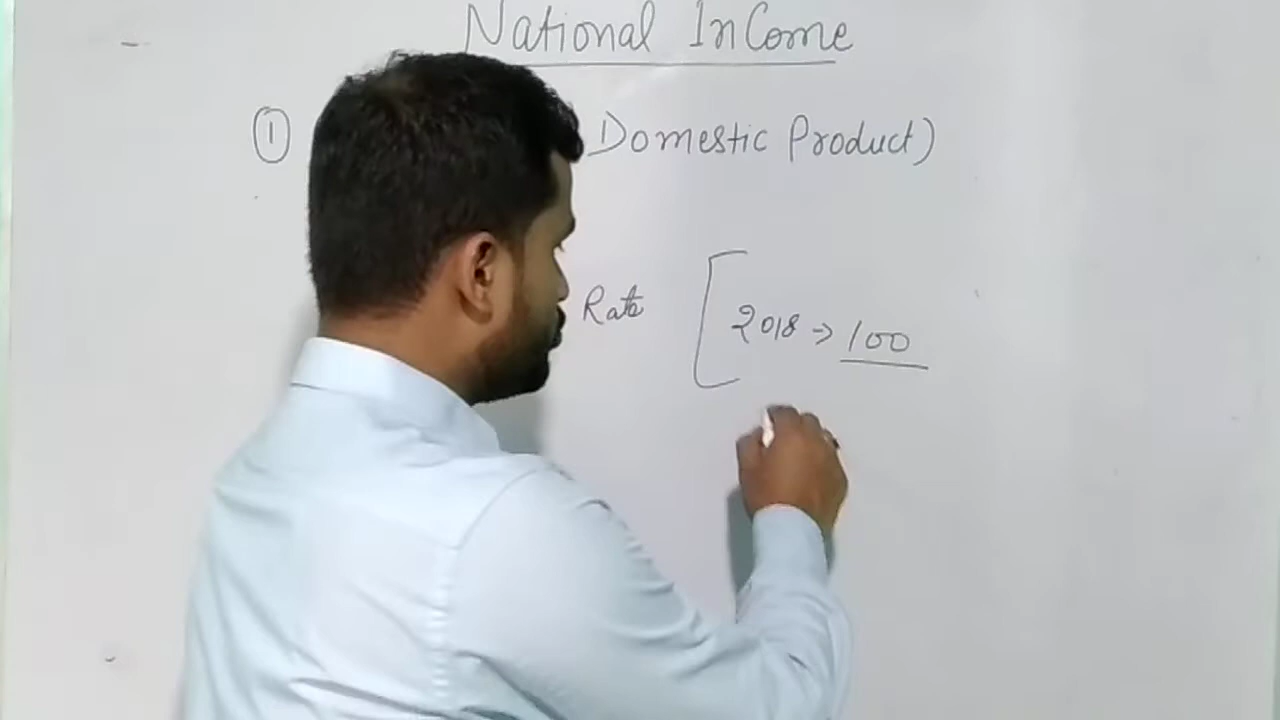 National InCome
① Domestic Product)
Rate [2018 → 100